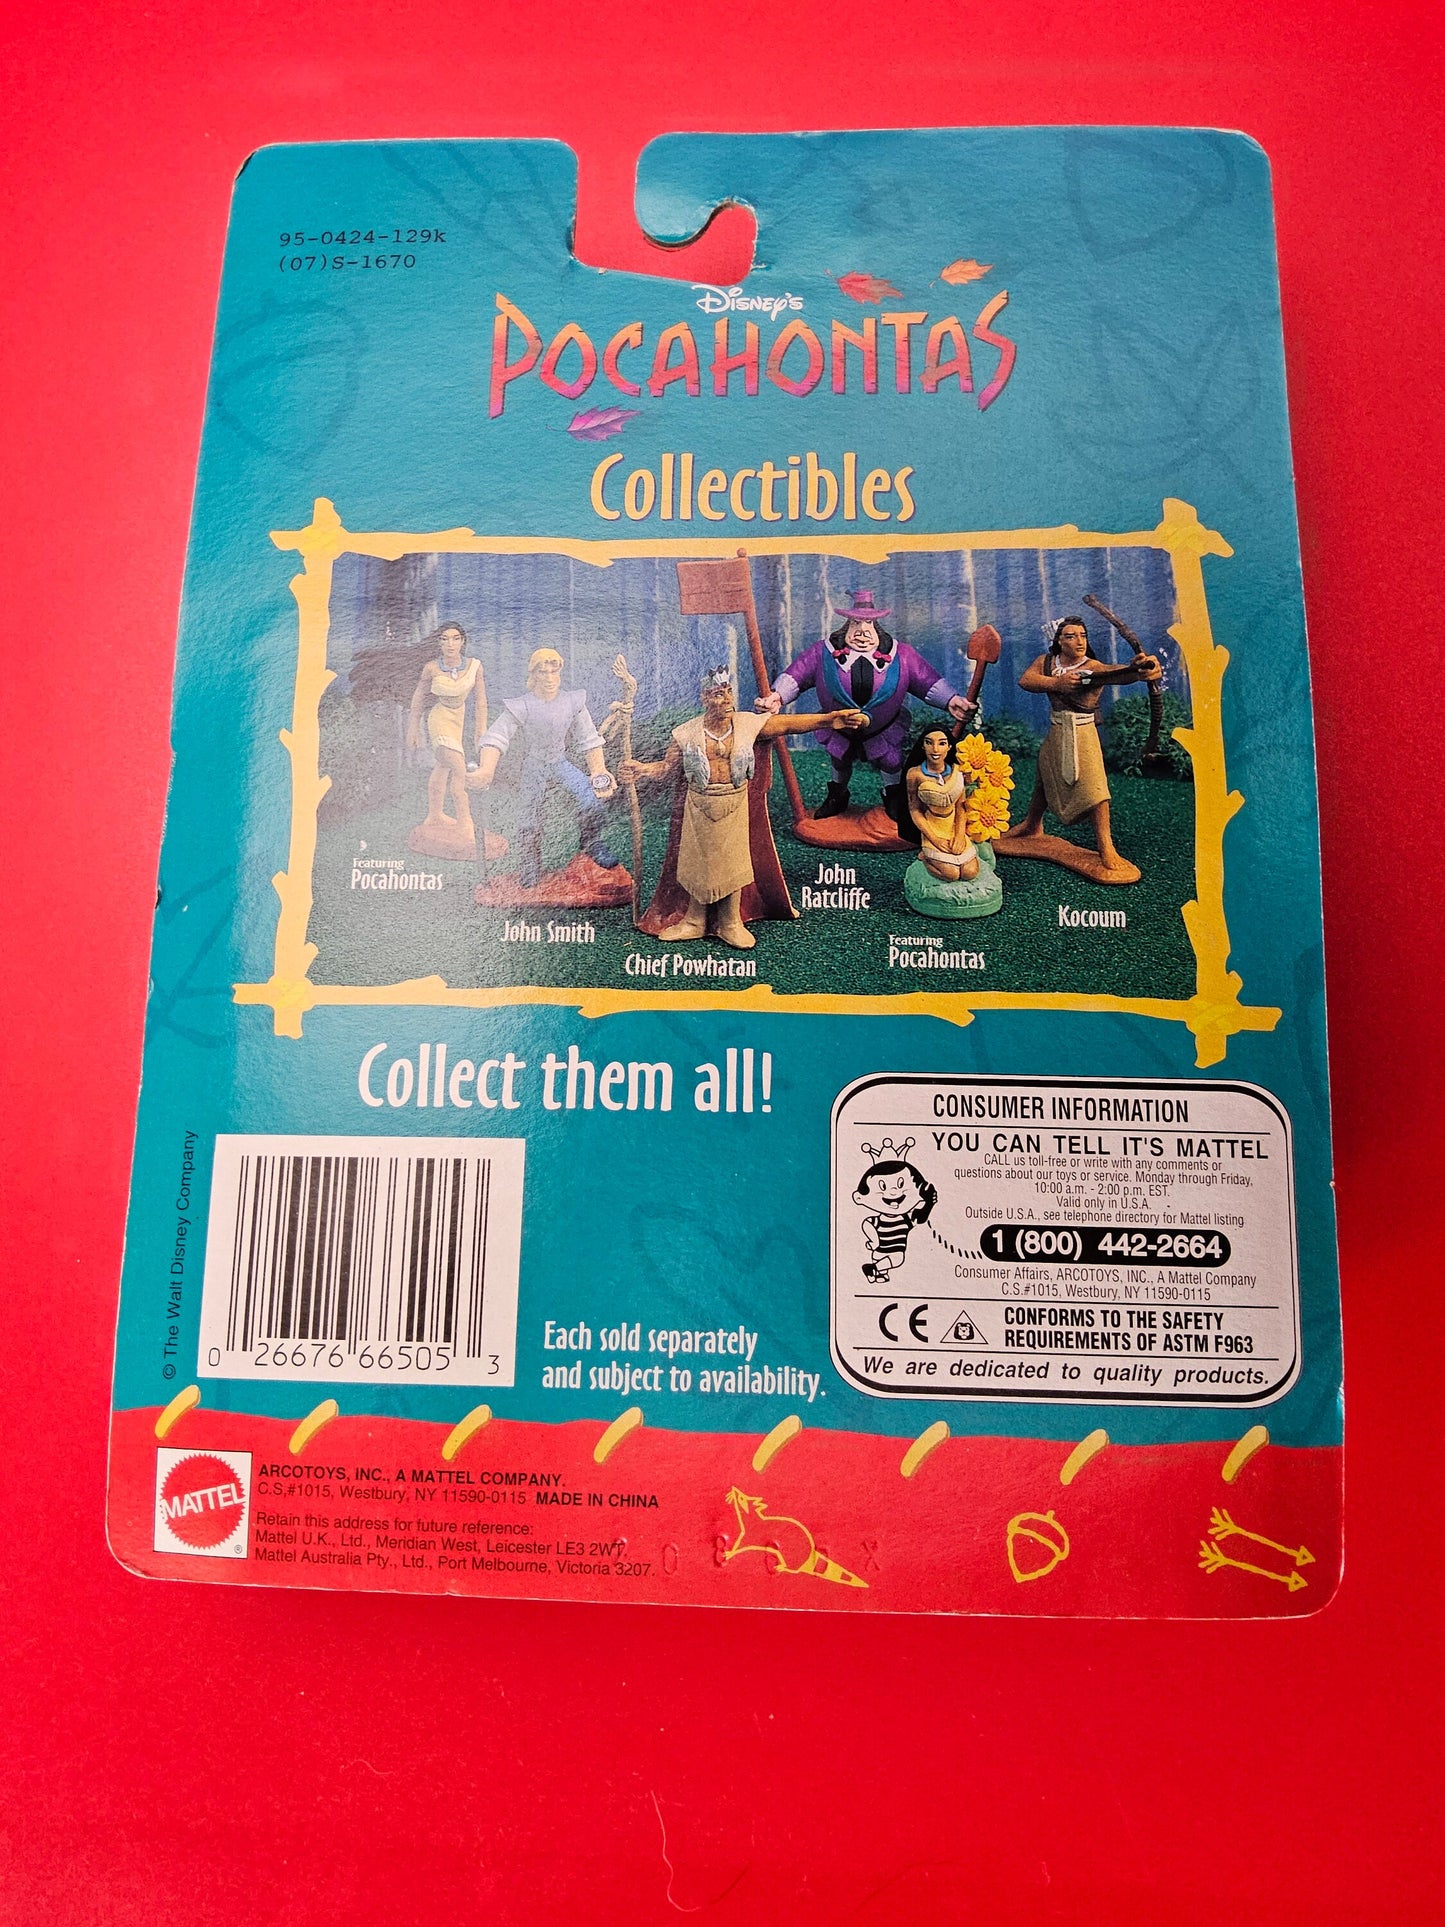 95-0424-129k
(07)S-1670
DISNEY'S
POCAHONTAS
Collectibles
Featuring
Pocahontas
John Smith
Chief Powhatan
John
Ratcliffe
Featuring
Pocahontas
Kocoum
Collect them all!
© The Walt Disney Company
0 26676 66505 3
Each sold separately
and subject to availability.
CONSUMER INFORMATION
YOU CAN TELL IT'S MATTEL
CALL us toll-free or write with any comments or
questions about our toys or service. Monday through Friday,
10:00 a.m. - 2:00 p.m. EST.
Valid only in U.S.A.
Outside U.S.A., see telephone directory for Mattel listing
1 (800) 442-2664
Consumer Affairs, ARCOTOYS, INC., A Mattel Company
C.S.#1015, Westbury, NY 11590-0115
CE
CONFORMS TO THE SAFETY
REQUIREMENTS OF ASTM F963
We are dedicated to quality products.
MATTEL ®
ARCOTOYS, INC., A MATTEL COMPANY.
C.S,#1015, Westbury, NY 11590-0115 MADE IN CHINA
Retain this address for future reference:
Mattel U.K., Ltd., Meridian West, Leicester LE3 2WT.
Mattel Australia Pty., Ltd., Port Melbourne, Victoria 3207.